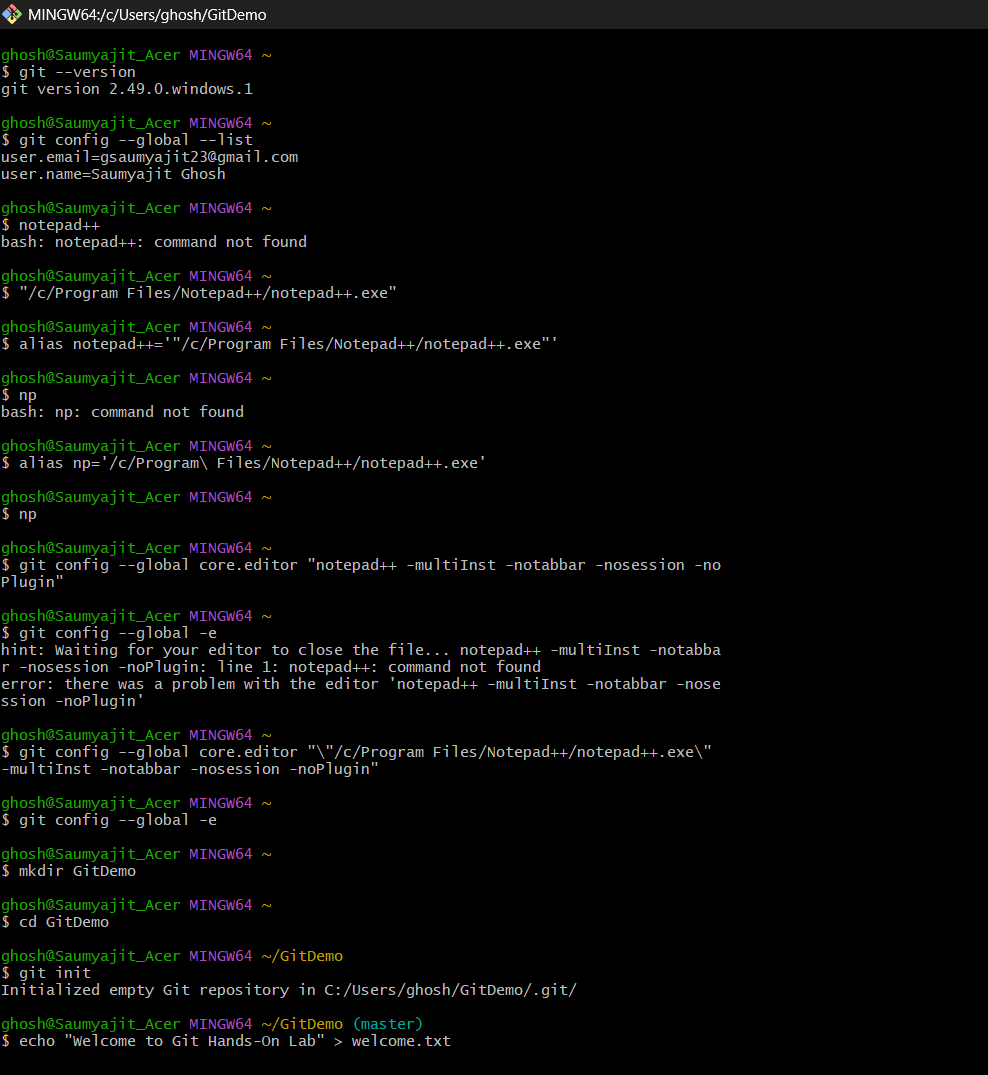 MINGW64:/c/Users/ghosh/GitDemo
ghosh@Saumyajit_Acer MINGW64 ~
$ git --version
git version 2.49.0.windows.1
ghosh@Saumyajit_Acer MINGW64 ~
$ git config --global --list
user.email=gsaumyajit23@gmail.com
user.name=Saumyajit Ghosh
ghosh@Saumyajit_Acer MINGW64 ~
$ notepad++
bash: notepad++: command not found
ghosh@Saumyajit_Acer MINGW64 ~
$ "/c/Program Files/Notepad++/notepad++.exe"
ghosh@Saumyajit_Acer MINGW64 ~
$ alias notepad++='"/c/Program Files/Notepad++/notepad++.exe"'
ghosh@Saumyajit_Acer MINGW64 ~
$ np
bash: np: command not found
ghosh@Saumyajit_Acer MINGW64 ~
$ alias np='/c/Program\ Files/Notepad++/notepad++.exe'
ghosh@Saumyajit_Acer MINGW64 ~
$ np
ghosh@Saumyajit_Acer MINGW64 ~
$ git config --global core.editor "notepad++ -multiInst -notabbar -nosession -no
Plugin"
ghosh@Saumyajit_Acer MINGW64 ~
$ git config --global -e
hint: Waiting for your editor to close the file... notepad++ -multiInst -notabba
r -nosession -noPlugin: line 1: notepad++: command not found
error: there was a problem with the editor 'notepad++ -multiInst -notabbar -nose
ssion -noPlugin'
ghosh@Saumyajit_Acer MINGW64 ~
$ git config --global core.editor "\"/c/Program Files/Notepad++/notepad++.exe\"
-multiInst -notabbar -nosession -noPlugin"
ghosh@Saumyajit_Acer MINGW64 ~
$ git config --global -e
ghosh@Saumyajit_Acer MINGW64 ~
$ mkdir GitDemo
ghosh@Saumyajit_Acer MINGW64 ~
$ cd GitDemo
ghosh@Saumyajit_Acer MINGW64 ~/GitDemo
$ git init
Initialized empty Git repository in C:/Users/ghosh/GitDemo/.git/
ghosh@Saumyajit_Acer MINGW64 ~/GitDemo (master)
$ echo "Welcome to Git Hands-On Lab" > welcome.txt